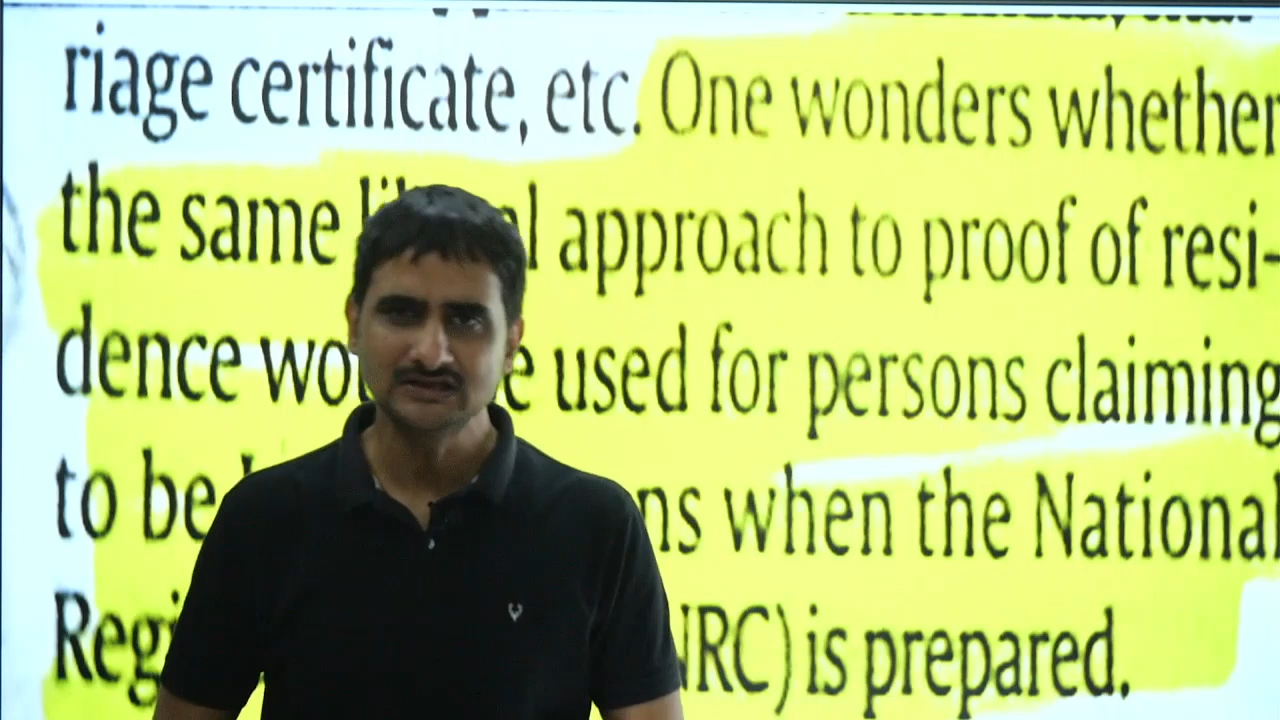 riage certificate, etc. One wonders whether
the same approach to proof of resi-
dence used for persons claiming
to be when the National
is prepared.